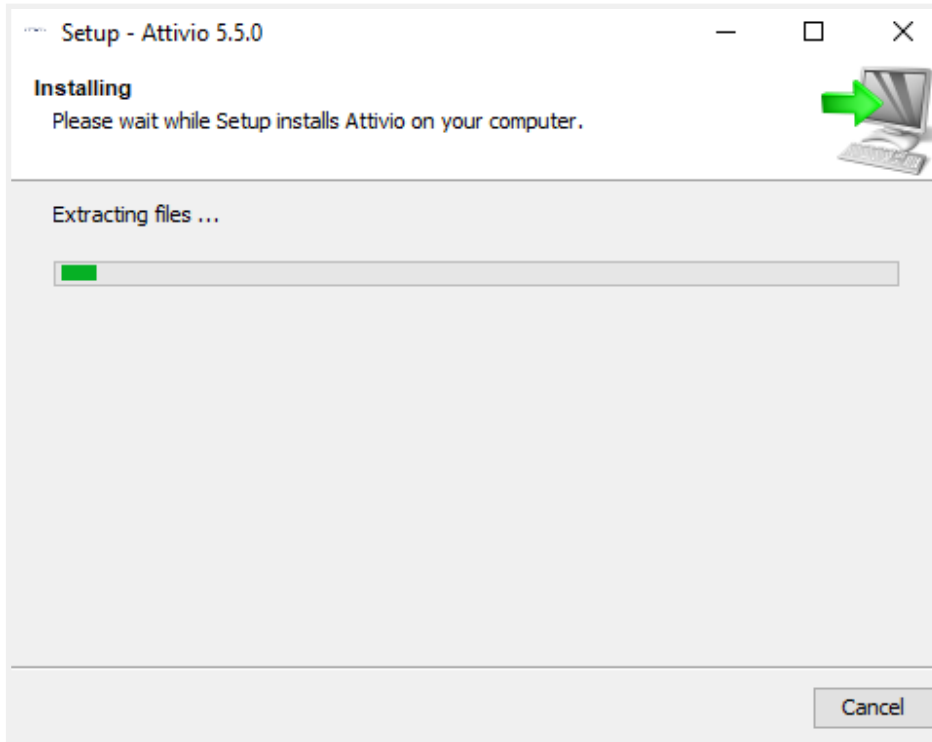 Setup - Attivio 5.5.0
Installing
Please wait while Setup installs Attivio on your computer.
Extracting files ...
Cancel